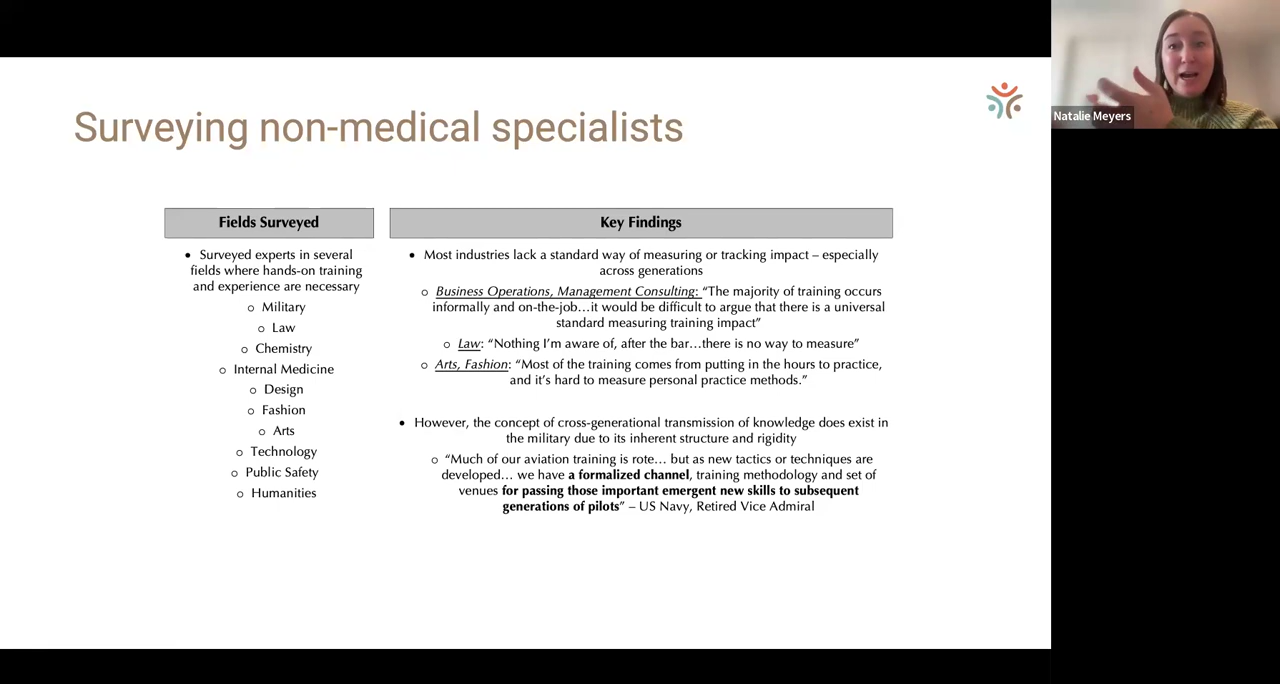 Surveying non-medical specialists
Natalie Meyers
Fields Surveyed
• Surveyed experts in several
fields where hands-on training
and experience are necessary
o Military
o Law
o Chemistry
o Internal Medicine
o Design
o Fashion
o Arts
o Technology
o Public Safety
o Humanities
Key Findings
• Most industries lack a standard way of measuring or tracking impact – especially
across generations
o Business Operations, Management Consulting: “The majority of training occurs
informally and on-the-job…it would be difficult to argue that there is a universal
standard measuring training impact”
o Law: “Nothing I’m aware of, after the bar…there is no way to measure”
o Arts, Fashion: “Most of the training comes from putting in the hours to practice,
and it’s hard to measure personal practice methods.”
• However, the concept of cross-generational transmission of knowledge does exist in
the military due to its inherent structure and rigidity
o “Much of our aviation training is rote… but as new tactics or techniques are
developed… we have a formalized channel, training methodology and set of
venues for passing those important emergent new skills to subsequent
generations of pilots” – US Navy, Retired Vice Admiral